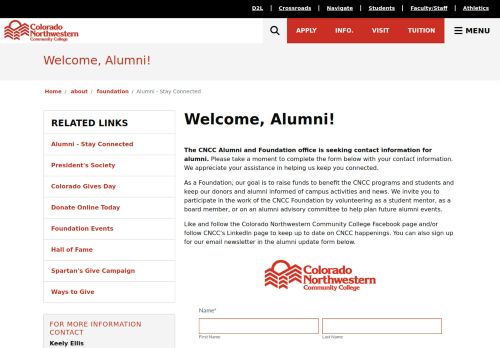 D2L | Crossroads | Navigate | Students | Faculty/Staff | Athletics
Colorado
Northwestern
Community College
APPLY INFO. VISIT TUITION MENU
Welcome, Alumni!
Home / about / foundation / Alumni - Stay Connected
RELATED LINKS
Alumni - Stay Connected
President's Society
Colorado Gives Day
Donate Online Today
Foundation Events
Hall of Fame
Spartan's Give Campaign
Ways to Give
FOR MORE INFORMATION
CONTACT
Keely Ellis
Welcome, Alumni!
The CNCC Alumni and Foundation office is seeking contact information for
alumni. Please take a moment to complete the form below with your contact information.
We appreciate your assistance in helping us keep you connected.
As a Foundation, our goal is to raise funds to benefit the CNCC programs and students and
keep our donors and alumni informed of campus activities and news. We invite you to
participate in the work of the CNCC Foundation by volunteering as a student mentor, as a
board member, or on an alumni advisory committee to help plan future alumni events.
Like and follow the Colorado Northwestern Community College Facebook page and/or
follow CNCC's LinkedIn page to keep up to date on CNCC happenings. You can also sign up
for our email newsletter in the alumni update form below.
Colorado
Northwestern
Community College
Name*
First Name Last Name